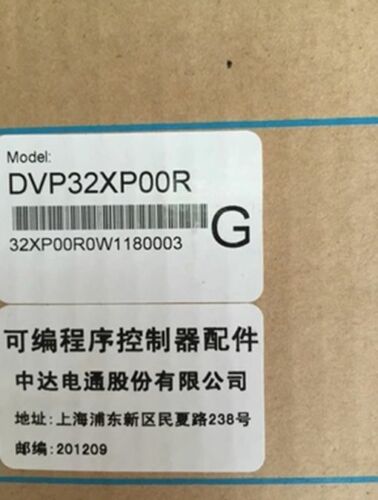 Model:
DVP32XP00R
G
32XP00R0W1180003
可编程序控制器配件
中达电通股份有限公司
地址:上海浦东新区民夏路238号
邮编:201209